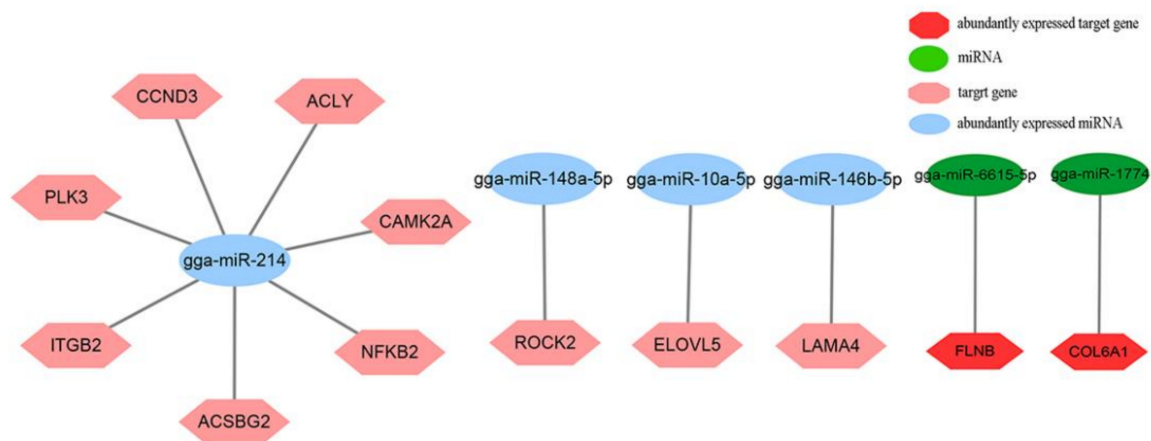 abundantly expressed target gene
miRNA
targrt gene
abundantly expressed miRNA
CCND3
ACLY
PLK3
CAMK2A
gga-miR-214
ITGB2
NFKB2
ACSBG2
gga-miR-148a-5p
gga-miR-10a-5p
gga-miR-146b-5p
gga-miR-6615-5p
gga-miR-1774
ROCK2
ELOVL5
LAMA4
FLNB
COL6A1